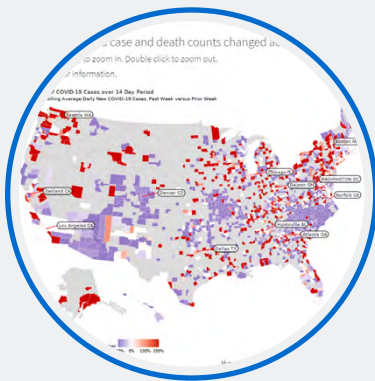 case and death counts changed
to zoom in. Double click to zoom out.
information.
COVID-19 Cases over 14 Day Period
olling Average Daily New COVID-19 Cases, Past Week versus Prior Week
Seattle WA
Boston M
Chicago IL
Dayton OH
WASHINGTON DC
Oakland CA
Denver CO
Norfolk VA
Los Angeles CA
Huntsville AL
Atlanta GA
Dallas TX
0% 100% 200%